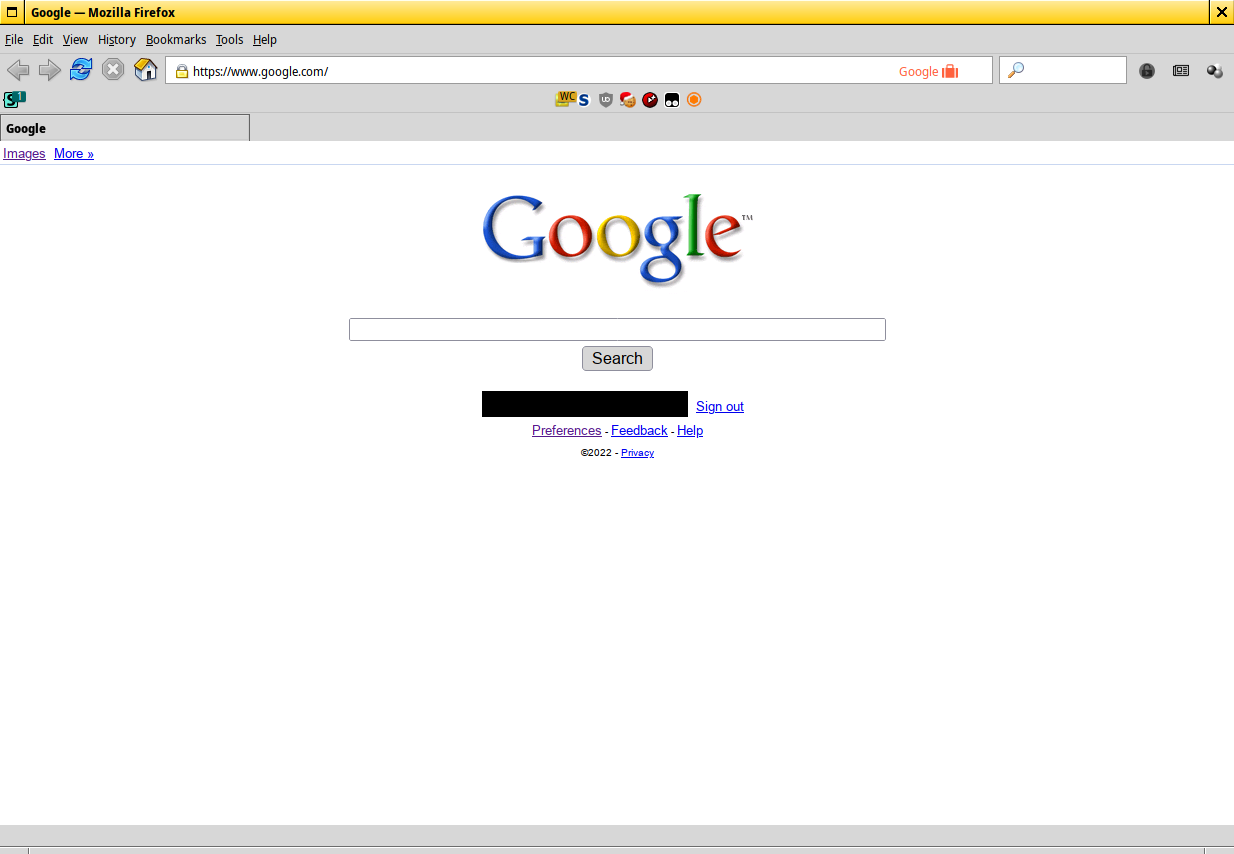 Google — Mozilla Firefox
File Edit View History Bookmarks Tools Help
https://www.google.com/ Google
S 1 WC S UD
Google
Images More »
Google™
Search
Sign out
Preferences - Feedback - Help
©2022 - Privacy